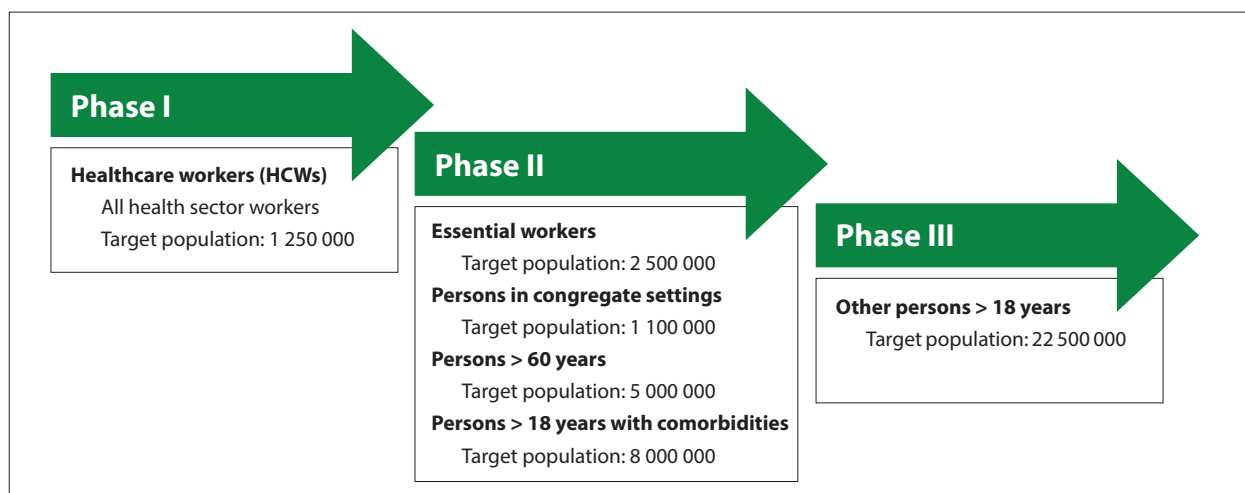 Phase I
Healthcare workers (HCWs)
All health sector workers
Target population: 1 250 000
Phase II
Essential workers
Target population: 2 500 000
Persons in congregate settings
Target population: 1 100 000
Persons > 60 years
Target population: 5 000 000
Persons > 18 years with comorbidities
Target population: 8 000 000
Phase III
Other persons > 18 years
Target population: 22 500 000